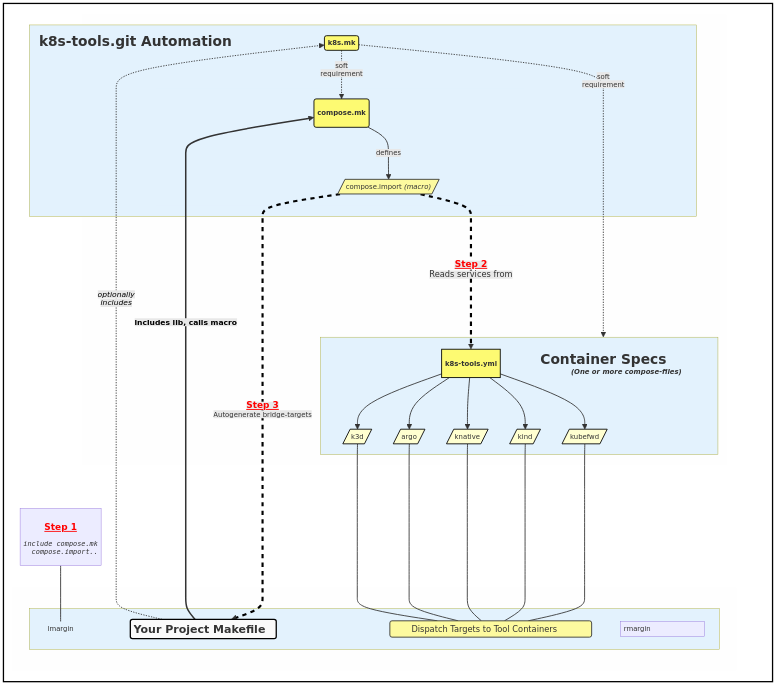 k8s-tools.git Automation
k8s.mk
soft
requirement
soft
requirement
compose.mk
defines
compose.import (macro)
Step 2
Reads services from
optionally
includes
includes lib, calls macro
Container Specs
(One or more compose-files)
k8s-tools.yml
Step 3
Autogenerate bridge-targets
k3d
argo
knative
kind
kubefwd
Step 1
include compose.mk
compose.import..
lmargin
Your Project Makefile
Dispatch Targets to Tool Containers
rmargin